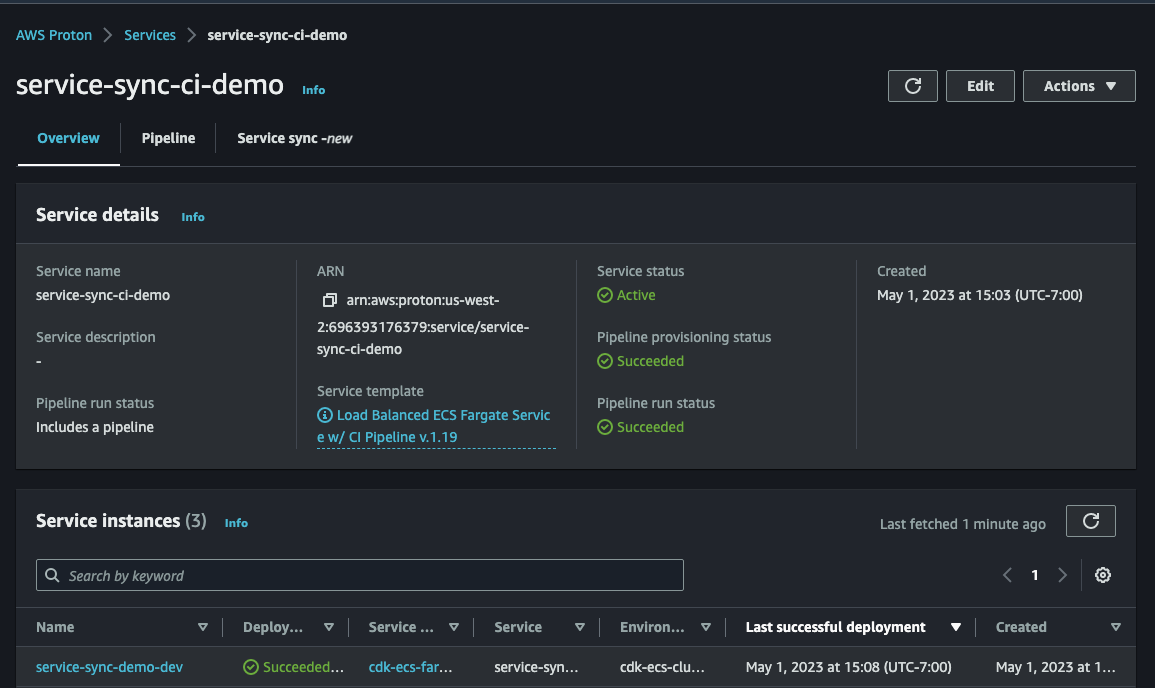 AWS Proton > Services > service-sync-ci-demo
service-sync-ci-demo Info
Edit Actions
Overview Pipeline Service sync -new
Service details Info
Service name
service-sync-ci-demo
Service description
-
Pipeline run status
Includes a pipeline
ARN
arn:aws:proton:us-west-
2:696393176379:service/service-
sync-ci-demo
Service template
Load Balanced ECS Fargate Servic
e w/ CI Pipeline v.1.19
Service status
Active
Pipeline provisioning status
Succeeded
Pipeline run status
Succeeded
Created
May 1, 2023 at 15:03 (UTC-7:00)
Service instances (3) Info
Last fetched 1 minute ago
Search by keyword
1
Name Deploy... Service ... Service Environ... Last successful deployment Created
service-sync-demo-dev Succeeded... cdk-ecs-far... service-syn... cdk-ecs-clu... May 1, 2023 at 15:08 (UTC-7:00) May 1, 2023 at 1...